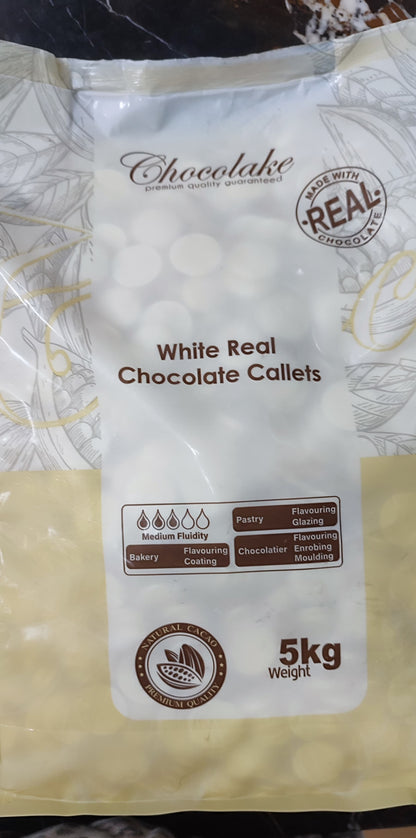 Chocolake
premium quality guaranteed
MADE WITH
REAL
CHOCOLATE
White Real
Chocolate Callets
Medium Fluidity
Pastry Flavouring
Glazing
Bakery Flavouring
Coating
Chocolatier Flavouring
Enrobing
Moulding
NATURAL CACAO
PREMIUM QUALITY
5kg
Weight